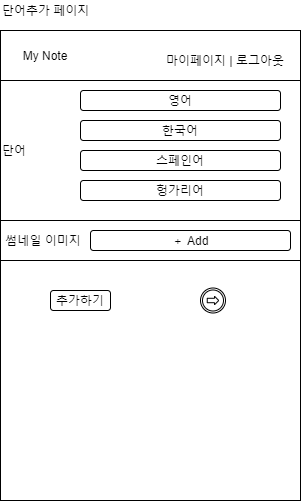 단어추가 페이지
My Note
마이페이지 | 로그아웃
영어
한국어
단어
스페인어
헝가리어
썸네일 이미지
+ Add
추가하기